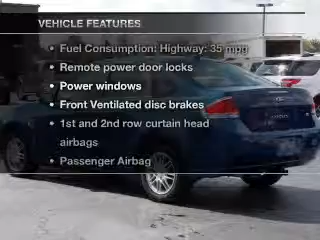 VEHICLE FEATURES
• Fuel Consumption: Highway: 35 mpg
• Remote power door locks
• Power windows
• Front Ventilated disc brakes
• 1st and 2nd row curtain head
airbags
• Passenger Airbag